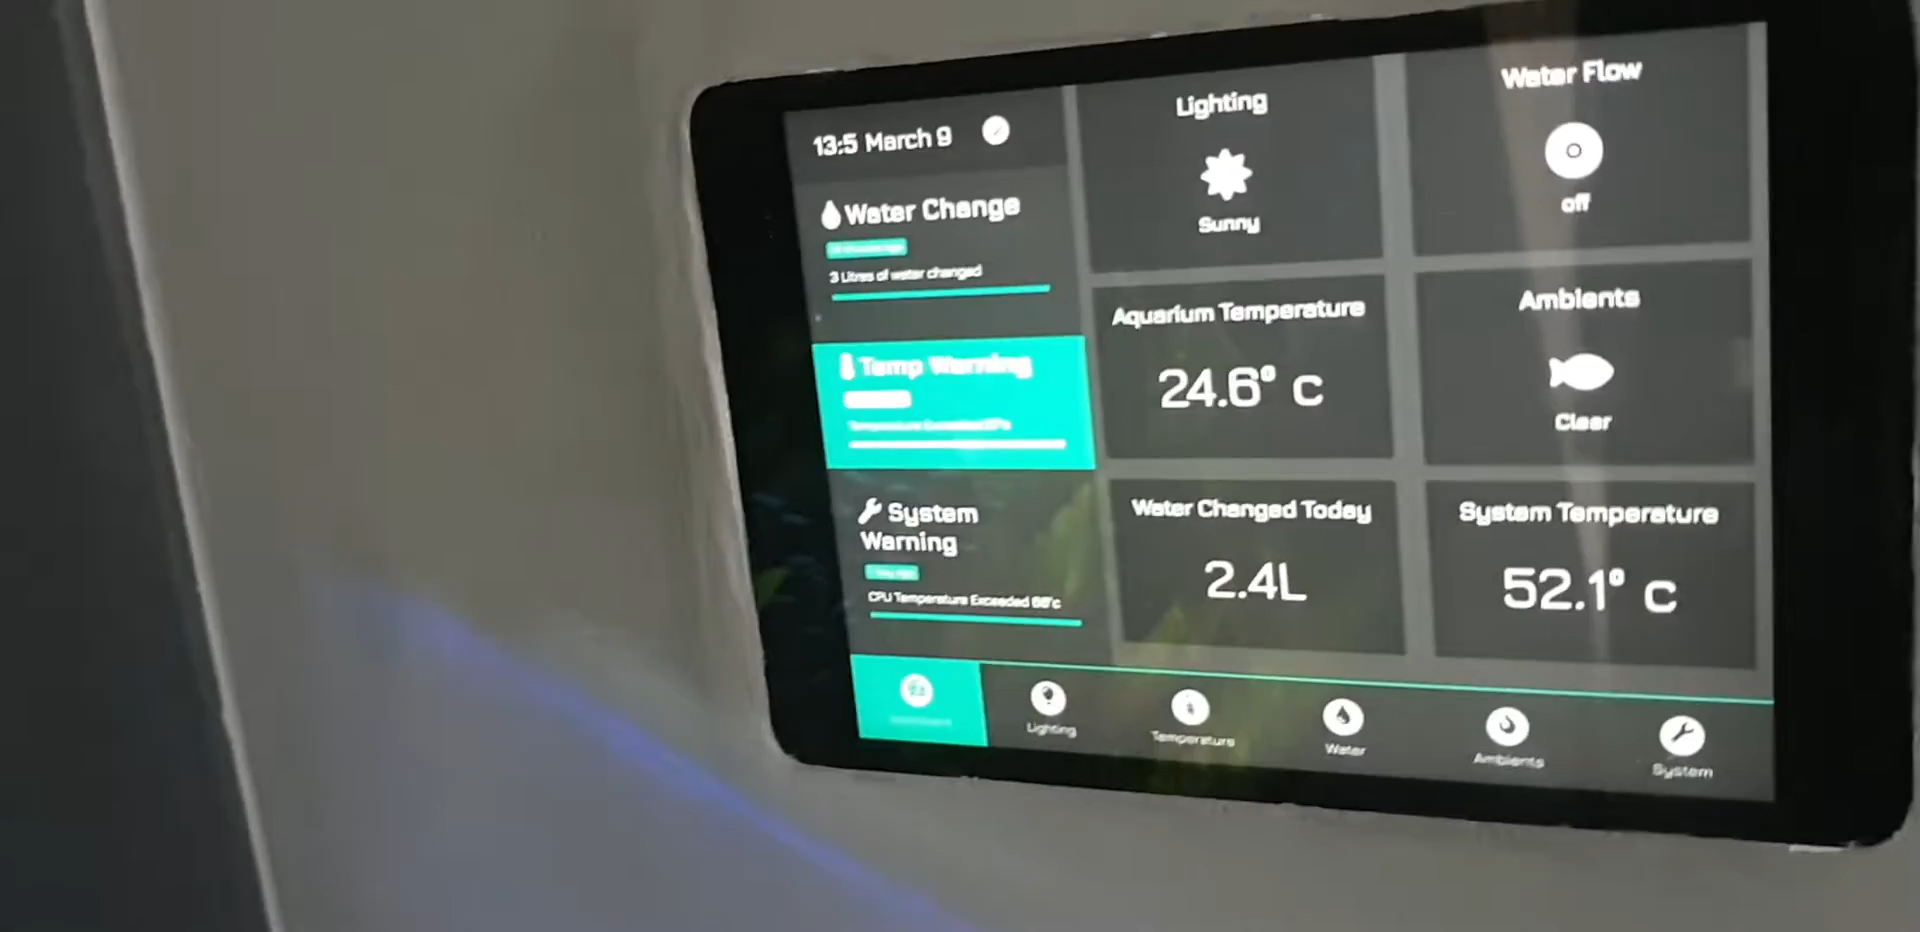 13:5 March 9
Water Change
3 Litres of water changed
Temp Warning
Temperature Exceeded
System
Warning
CPU Temperature Exceeded
Lighting
Sunny
Water Flow
off
Aquarium Temperature
24.6° c
Ambients
Clear
Water Changed Today
2.4L
System Temperature
52.1° c
Lighting
Temperature
Water
Ambients
System